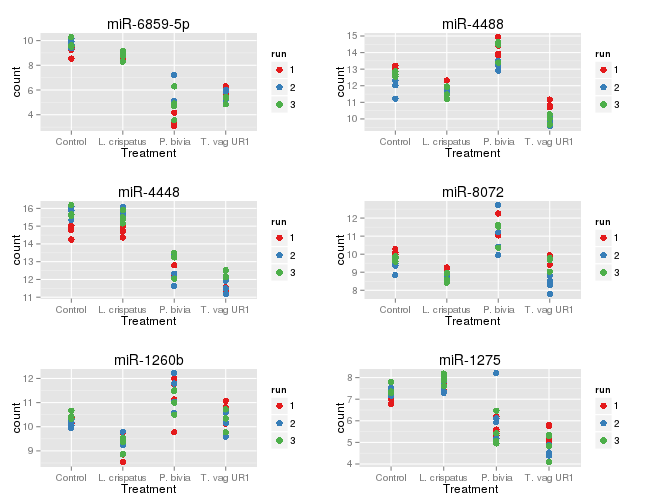 miR-6859-5p
count
10
8
6
4
Control L. crispatus P. bivia T. vag UR1
Treatment
run
1
2
3
miR-4488
count
15
14
13
12
11
10
Control L. crispatus P. bivia T. vag UR1
Treatment
run
1
2
3
miR-4448
count
16
15
14
13
12
11
Control L. crispatus P. bivia T. vag UR1
Treatment
run
1
2
3
miR-8072
count
12
11
10
9
8
Control L. crispatus P. bivia T. vag UR1
Treatment
run
1
2
3
miR-1260b
count
12
11
10
9
Control L. crispatus P. bivia T. vag UR1
Treatment
run
1
2
3
miR-1275
count
8
7
6
5
4
Control L. crispatus P. bivia T. vag UR1
Treatment
run
1
2
3